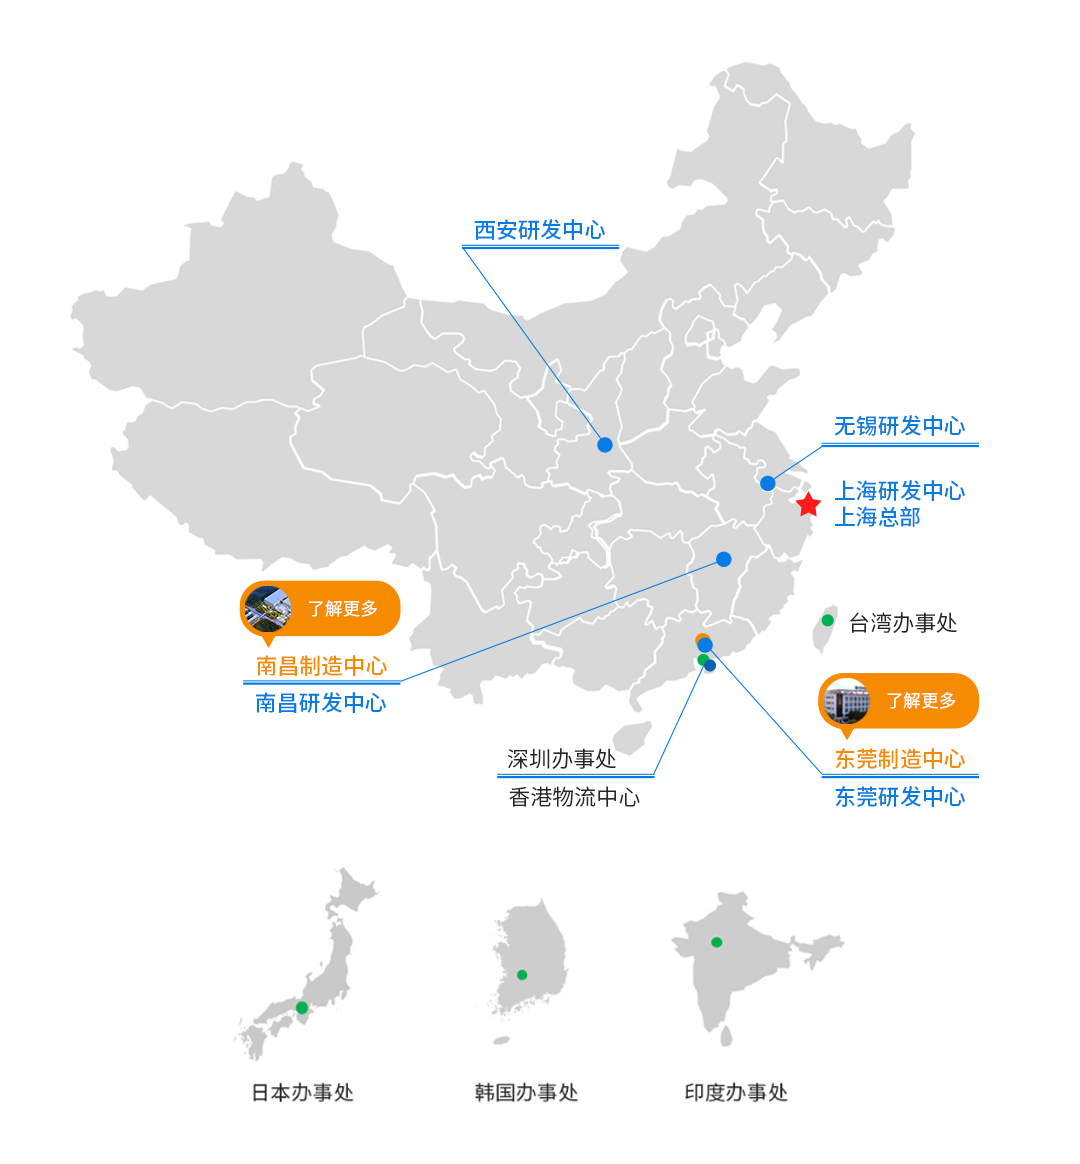 西安研发中心
无锡研发中心
上海研发中心
上海总部
了解更多
台湾办事处
南昌制造中心
南昌研发中心
了解更多
深圳办事处
东莞制造中心
香港物流中心
东莞研发中心
日本办事处
韩国办事处
印度办事处